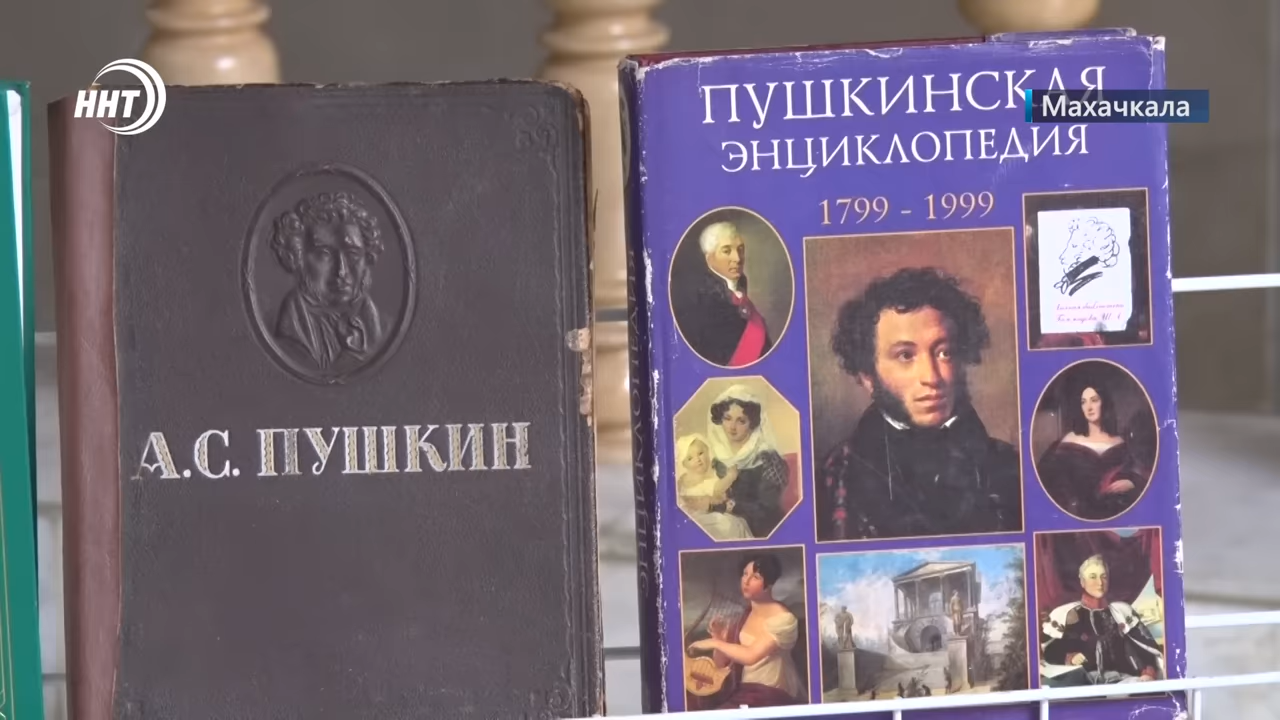 ННТ
Махачкала
А.С. ПУШКИН
ПУШКИНСКАЯ
ЭНЦИКЛОПЕДИЯ
1799 - 1999